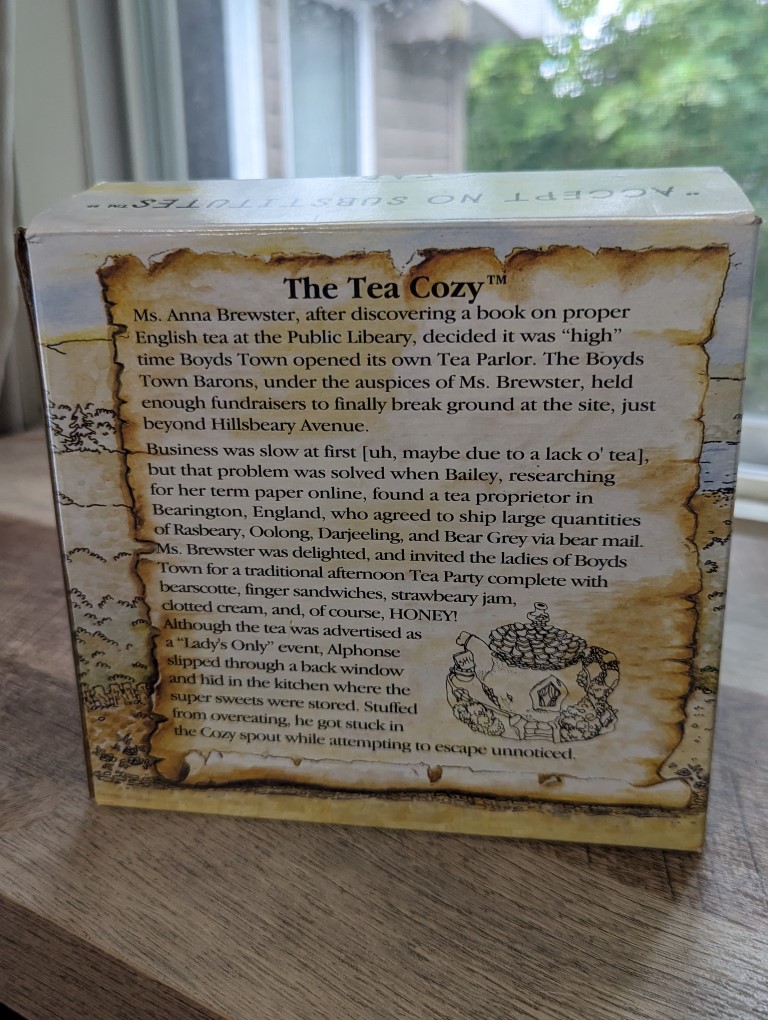 "ACCEPT NO SUBSTITUTES"™
The Tea Cozy™
Ms. Anna Brewster, after discovering a book on proper
English tea at the Public Libeary, decided it was “high”
time Boyds Town opened its own Tea Parlor. The Boyds
Town Barons, under the auspices of Ms. Brewster, held
enough fundraisers to finally break ground at the site, just
beyond Hillsbeary Avenue.
Business was slow at first [uh, maybe due to a lack o' tea],
but that problem was solved when Bailey, researching
for her term paper online, found a tea proprietor in
Bearington, England, who agreed to ship large quantities
of Rasbeary, Oolong, Darjeeling, and Bear Grey via bear mail.
Ms. Brewster was delighted, and invited the ladies of Boyds
Town for a traditional afternoon Tea Party complete with
bearscotte, finger sandwiches, strawbeary jam,
clotted cream, and, of course, HONEY!
Although the tea was advertised as
a “Lady's Only” event, Alphonse
slipped through a back window
and hid in the kitchen where the
super sweets were stored. Stuffed
from overeating, he got stuck in
the Cozy spout while attempting to escape unnoticed.